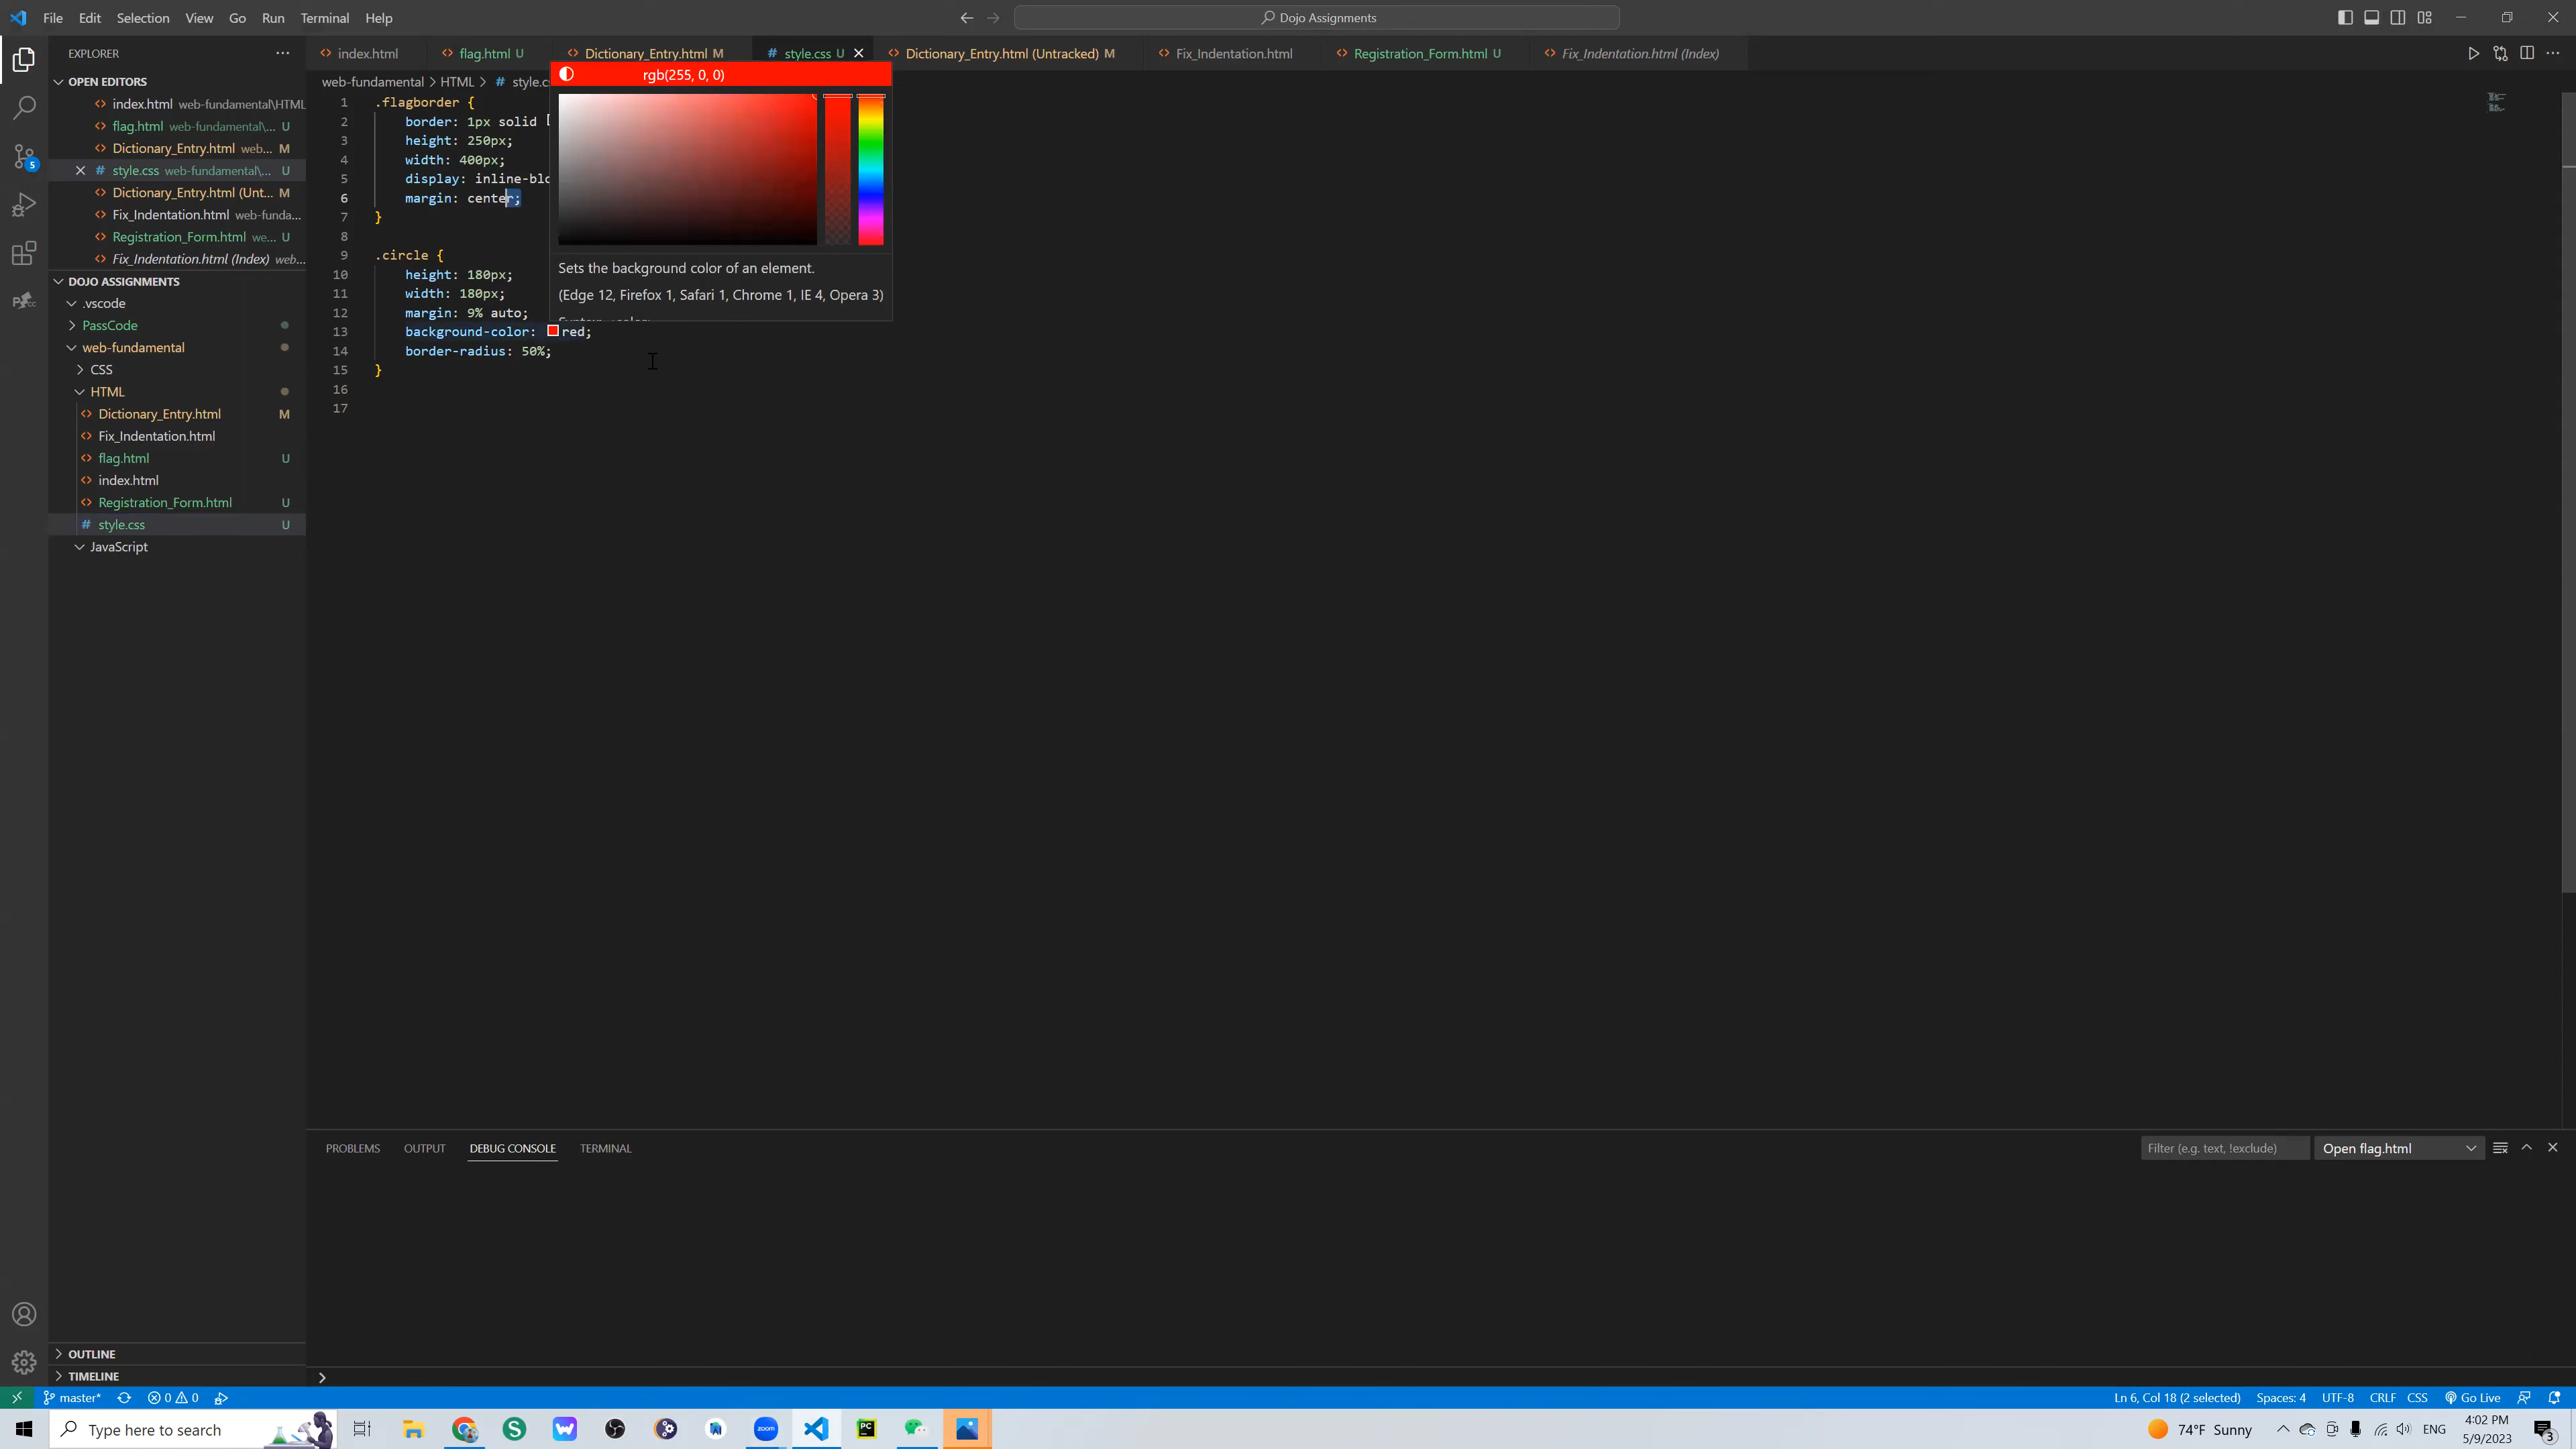 File Edit Selection View Go Run Terminal Help
Dojo Assignments
EXPLORER
index.html
flag.html U
Dictionary_Entry.html M
style.css U
Dictionary_Entry.html (Untracked) M
Fix_Indentation.html
Registration_Form.html U
Fix_Indentation.html (Index)
OPEN EDITORS
index.html web-fundamental\HTML
flag.html web-fundamental\... U
Dictionary_Entry.html web... M
style.css web-fundamental\... U
Dictionary_Entry.html (Unt... M
Fix_Indentation.html web-funda...
Registration_Form.html we... U
Fix_Indentation.html (Index) web...
DOJO ASSIGNMENTS
.vscode
PassCode
web-fundamental
CSS
HTML
Dictionary_Entry.html M
Fix_Indentation.html
flag.html U
index.html
Registration_Form.html U
style.css U
JavaScript
OUTLINE
TIMELINE
web-fundamental > HTML > # style.c
1 .flagborder {
2 border: 1px solid
3 height: 250px;
4 width: 400px;
5 display: inline-blo
6 margin: center;
7 }
8
9 .circle {
10 height: 180px;
11 width: 180px;
12 margin: 9% auto;
13 background-color: red;
14 border-radius: 50%;
15 }
16
17
rgb(255, 0, 0)
Sets the background color of an element.
(Edge 12, Firefox 1, Safari 1, Chrome 1, IE 4, Opera 3)
PROBLEMS OUTPUT DEBUG CONSOLE TERMINAL
Filter (e.g. text, !exclude)
Open flag.html
5
master* 0 0
Ln 6, Col 18 (2 selected) Spaces: 4 UTF-8 CRLF CSS Go Live
Type here to search
zoom
PC
74°F Sunny
ENG
4:02 PM
5/9/2023
3